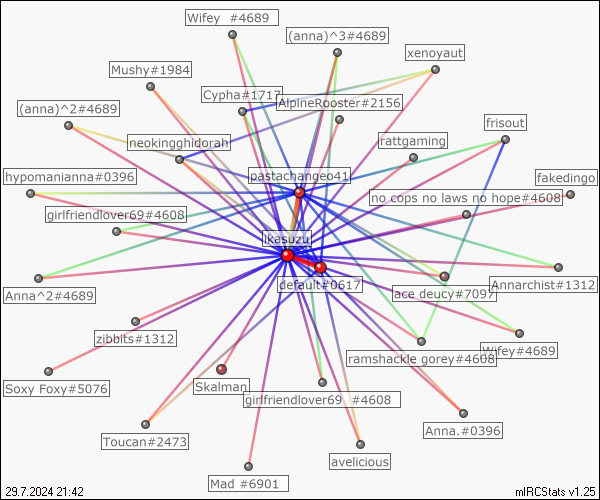 Wifey  #4689
(anna)^3#4689
xenoyaut
Mushy#1984
Cypha#1717
AlpineRooster#2156
(anna)^2#4689
frisout
neokingghidorah
rattgaming
hypomanianna#0396
pastachangeo41
fakedingo
no cops no laws no hope#4608
girlfriendlover69#4608
ikasuzu
default#0617
Annarchist#1312
Anna^2#4689
ace_deucy#7097
zibbits#1312
Wifey#4689
ramshackle gorey#4608
Soxy Foxy#5076
Skalman
girlfriendlover69  #4608
Anna.#0396
Toucan#2473
avelicious
Mad #6901
29.7.2024 21:42
mIRCStats v1.25